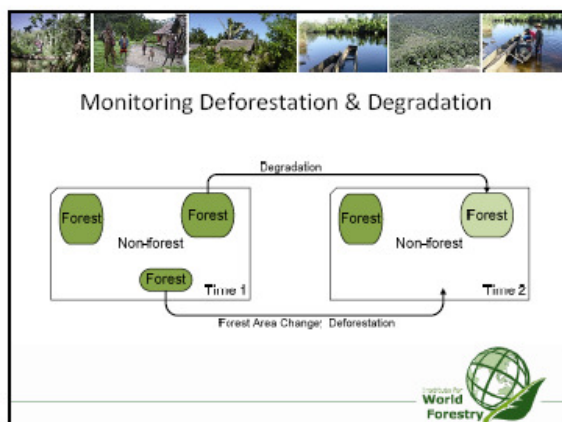 Monitoring Deforestation & Degradation
Degradation
Forest
Forest
Non-forest
Forest
Time 1
Forest
Forest
Non-forest
Time 2
Forest Area Change; Deforestation
Institute for
World
Forestry